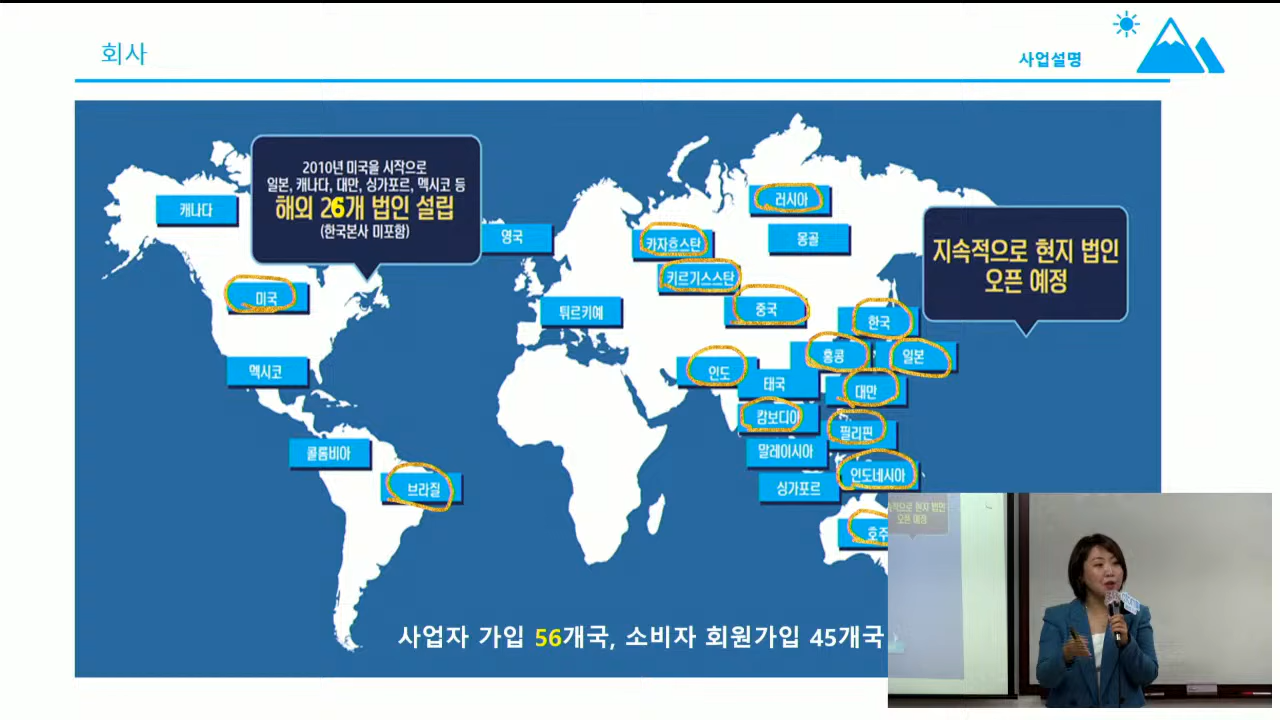 회사
사업설명
2010년 미국을 시작으로
일본, 캐나다, 대만, 싱가포르, 멕시코 등
해외 26개 법인 설립
(한국본사 미포함)
지속적으로 현지 법인
오픈 예정
캐나다
영국
러시아
카자흐스탄
몽골
키르기스스탄
미국
튀르키예
중국
한국
멕시코
인도
홍콩
일본
태국
대만
캄보디아
필리핀
콜롬비아
말레이시아
브라질
싱가포르
인도네시아
호주
사업자 가입 56개국, 소비자 회원가입 45개국
현지 법인
오픈 예정